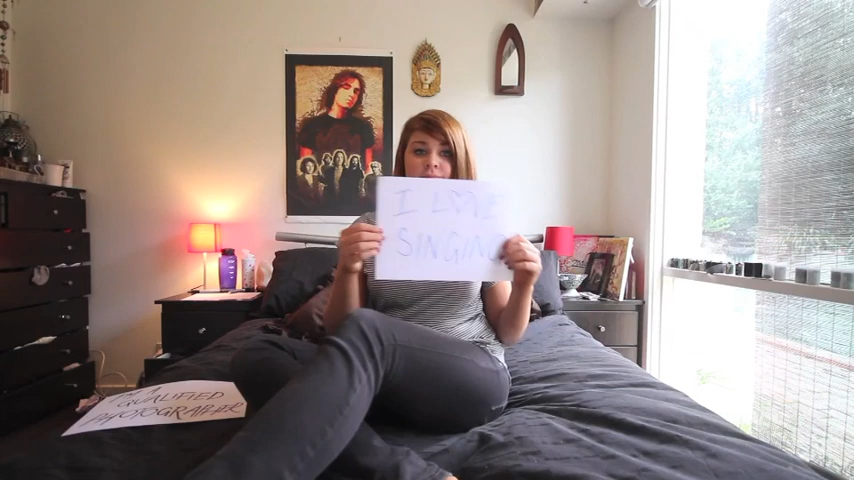 I LOVE
SINGING
I'M A
QUALIFIED
PHOTOGRAPHER